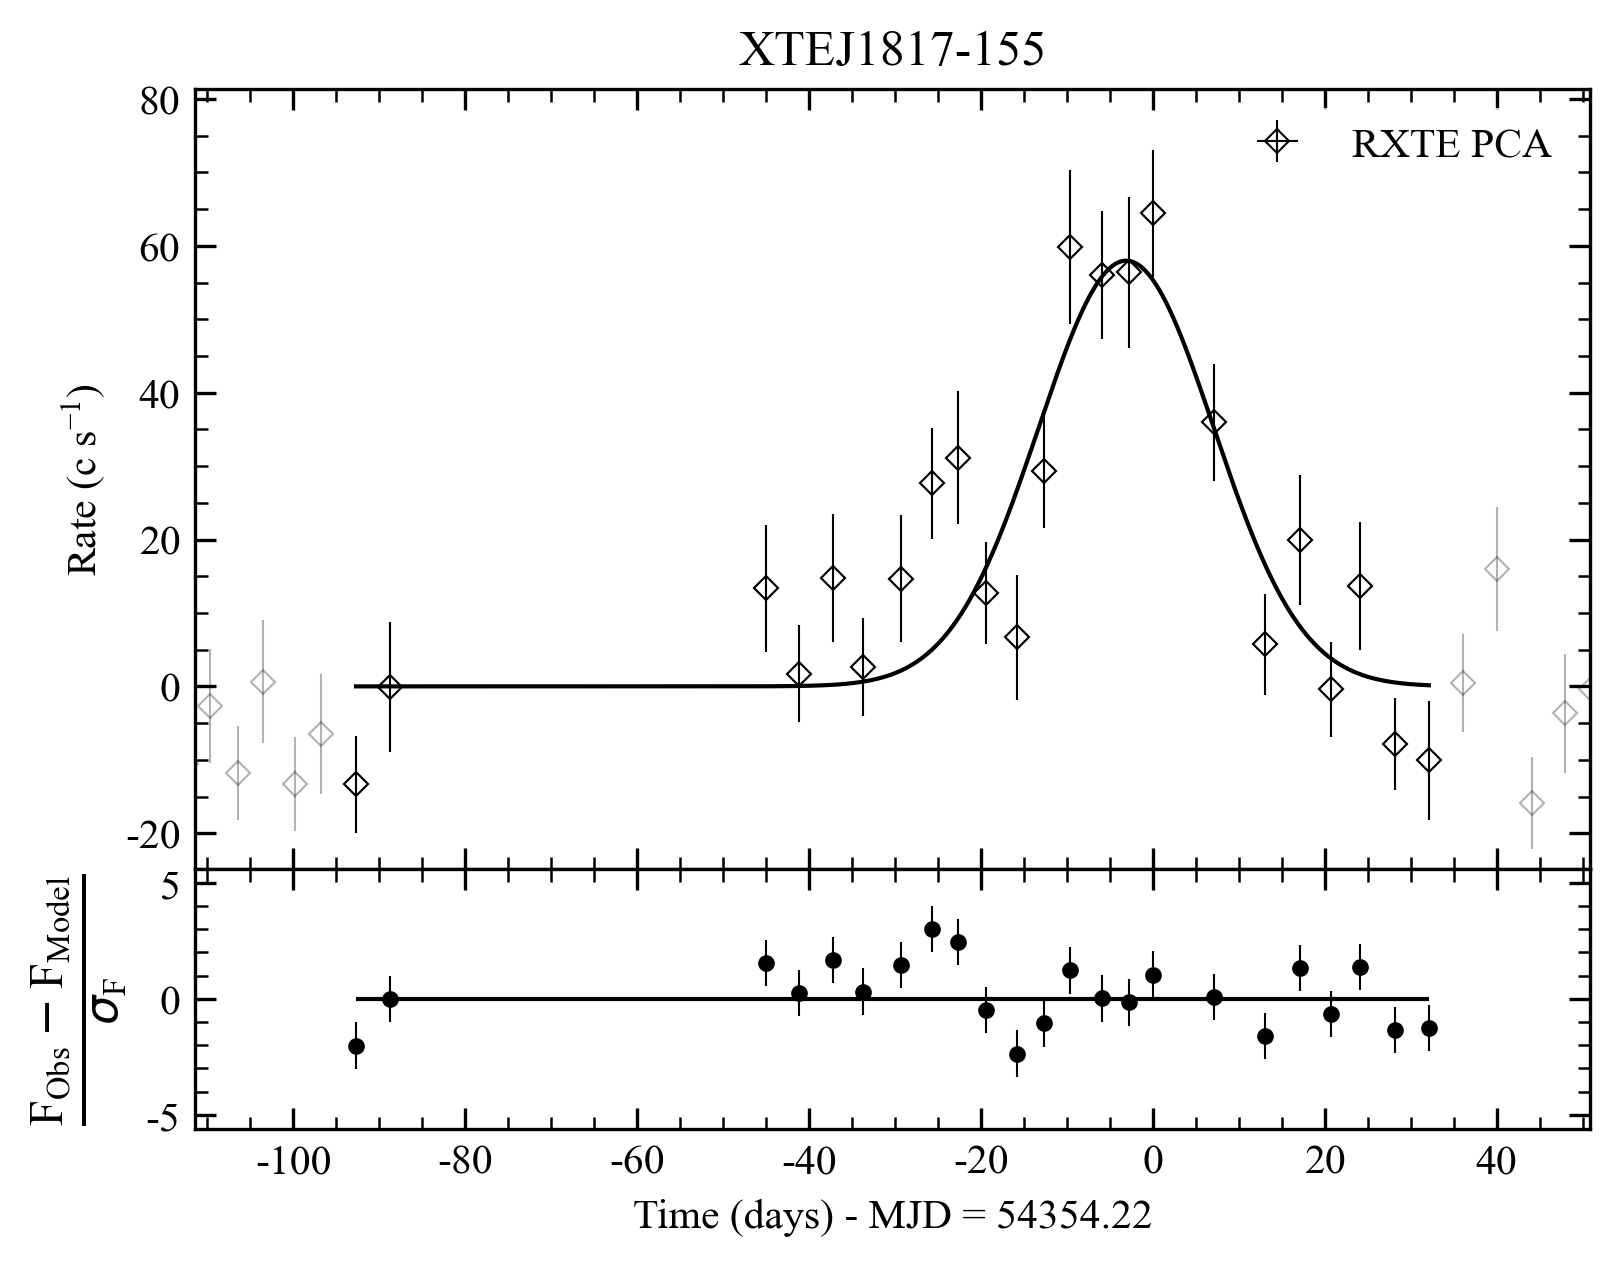 XTEJ1817-155
RXTE PCA
80
60
40
20
0
-20
Rate (c s⁻¹)
5
0
-5
F_Obs − F_Model
σ_F
-100 -80 -60 -40 -20 0 20 40
Time (days) - MJD = 54354.22